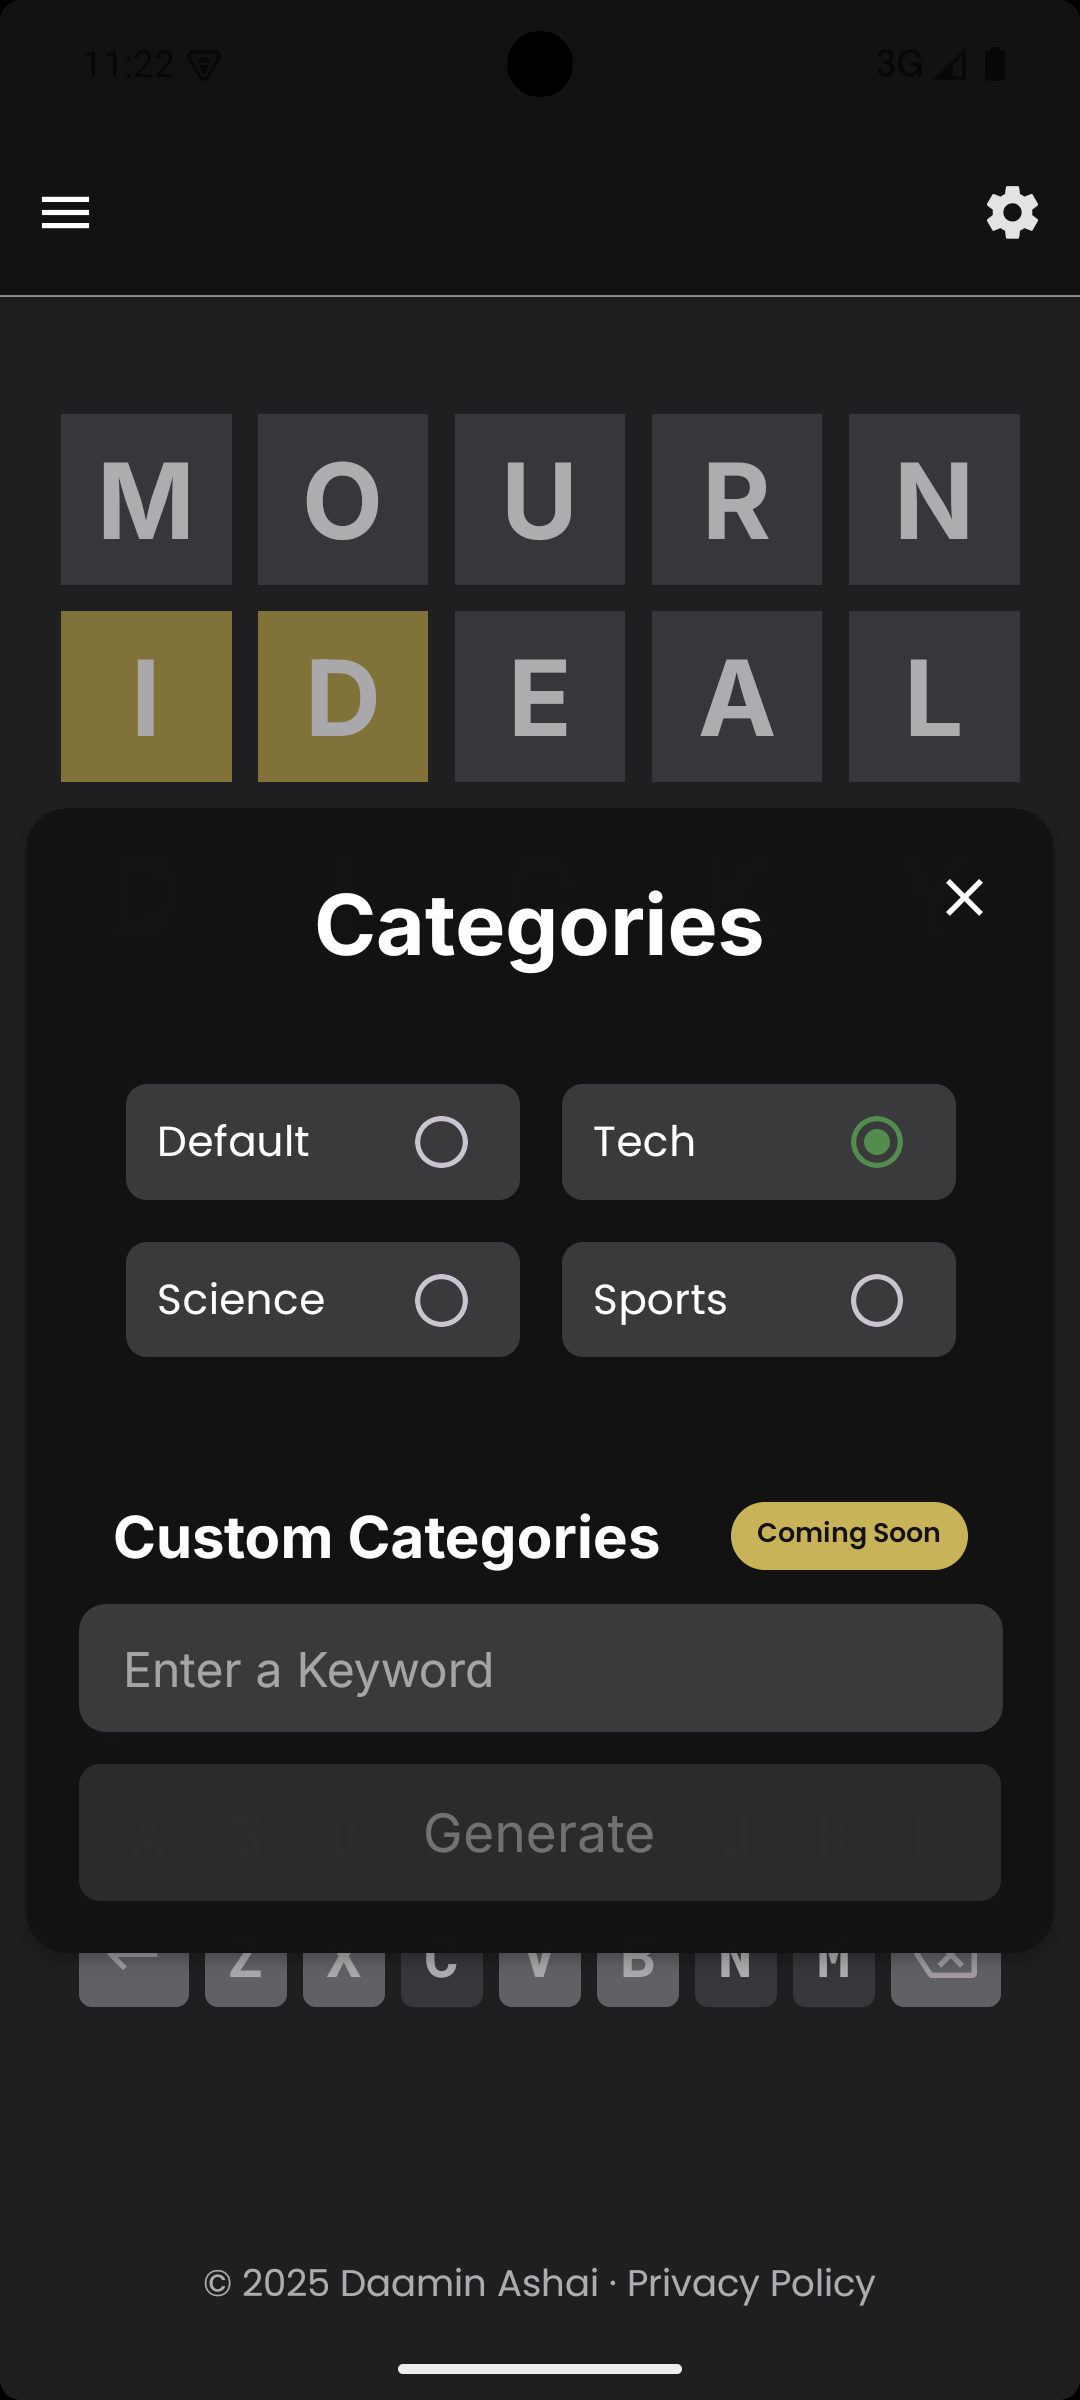 11:22 3G
M O U R N
I D E A L
Categories
Default Tech
Science Sports
Custom Categories Coming Soon
Enter a Keyword
Generate
Z X C V B N M
© 2025 Daamin Ashai · Privacy Policy